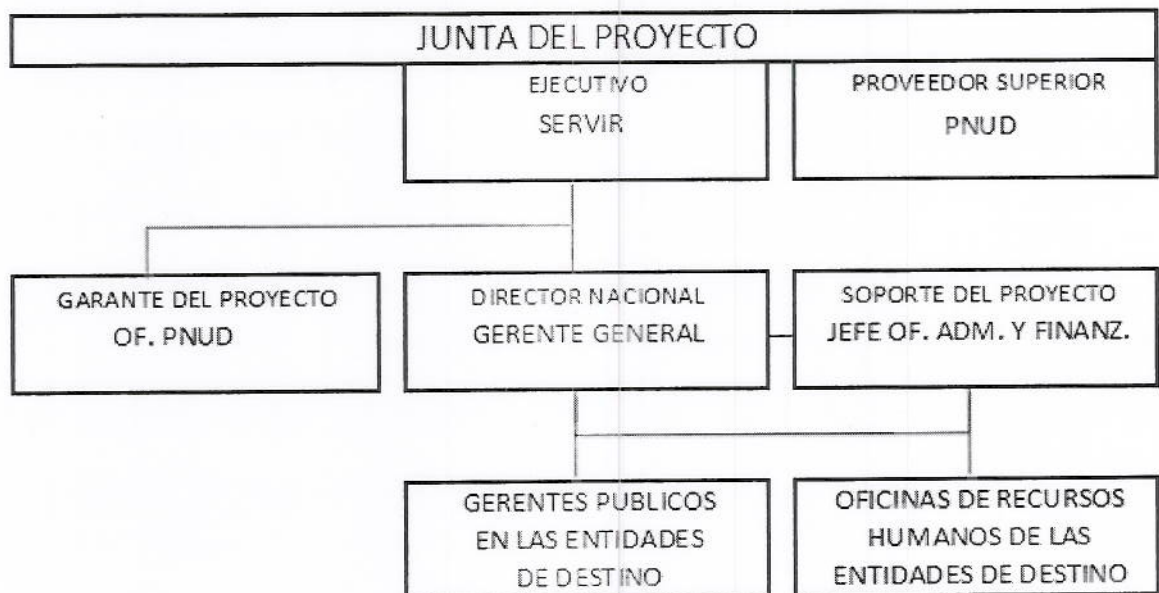 JUNTA DEL PROYECTO
EJECUTIVO
SERVIR
PROVEEDOR SUPERIOR
PNUD
GARANTE DEL PROYECTO
OF. PNUD
DIRECTOR NACIONAL
GERENTE GENERAL
SOPORTE DEL PROYECTO
JEFE OF. ADM. Y FINANZ.
GERENTES PUBLICOS
EN LAS ENTIDADES
DE DESTINO
OFICINAS DE RECURSOS
HUMANOS DE LAS
ENTIDADES DE DESTINO